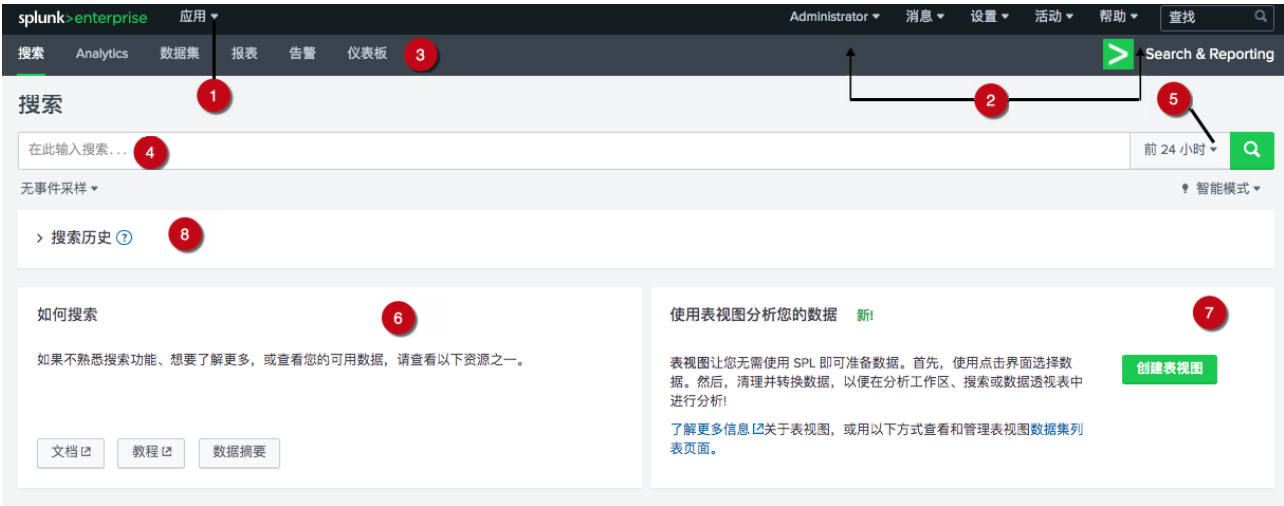 splunk>enterprise 应用 Administrator 消息 设置 活动 帮助 查找
搜索 Analytics 数据集 报表 告警 仪表板 3 Search & Reporting
1
2
5
搜索
在此输入搜索... 4 前 24 小时
无事件采样 智能模式
> 搜索历史 ? 8
如何搜索 6
如果不熟悉搜索功能、想要了解更多，或查看您的可用数据，请查看以下资源之一。
文档 教程 数据摘要
使用表视图分析您的数据 新! 7
表视图让您无需使用 SPL 即可准备数据。首先，使用点击界面选择数
据。然后，清理并转换数据，以便在分析工作区、搜索或数据透视表中
进行分析!
创建表视图
了解更多信息关于表视图，或用以下方式查看和管理表视图数据集列
表页面。